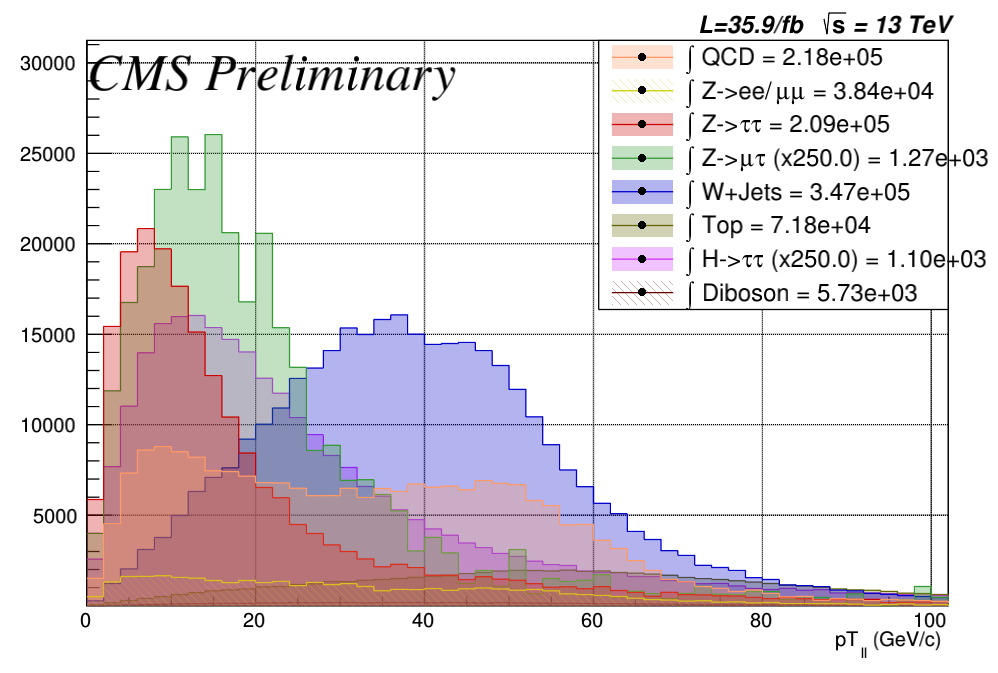 L=35.9/fb √s = 13 TeV
CMS Preliminary
∫ QCD = 2.18e+05
∫ Z->ee/μμ = 3.84e+04
∫ Z->ττ = 2.09e+05
∫ Z->μτ (x250.0) = 1.27e+03
∫ W+Jets = 3.47e+05
∫ Top = 7.18e+04
∫ H->ττ (x250.0) = 1.10e+03
∫ Diboson = 5.73e+03
30000
25000
20000
15000
10000
5000
0 20 40 60 80 100
pT_|| (GeV/c)